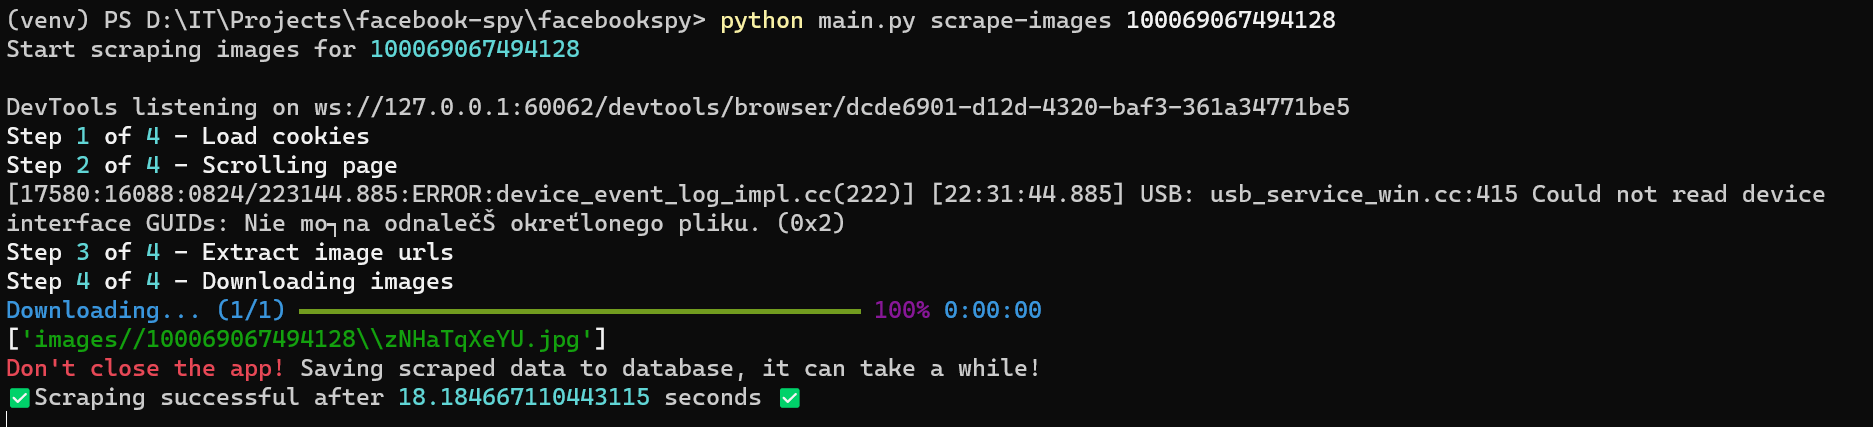 (venv) PS D:\IT\Projects\facebook-spy\facebookspy> python main.py scrape-images 100069067494128
Start scraping images for 100069067494128
DevTools listening on ws://127.0.0.1:60062/devtools/browser/dcde6901-d12d-4320-baf3-361a34771be5
Step 1 of 4 - Load cookies
Step 2 of 4 - Scrolling page
[17580:16088:0824/223144.885:ERROR:device_event_log_impl.cc(222)] [22:31:44.885] USB: usb_service_win.cc:415 Could not read device
interface GUIDs: Nie mo┐na odnalečŠ okreťlonego pliku. (0x2)
Step 3 of 4 - Extract image urls
Step 4 of 4 - Downloading images
Downloading... (1/1) 100% 0:00:00
['images//100069067494128\\zNHaTqXeYU.jpg']
Don't close the app! Saving scraped data to database, it can take a while!
✅Scraping successful after 18.184667110443115 seconds ✅